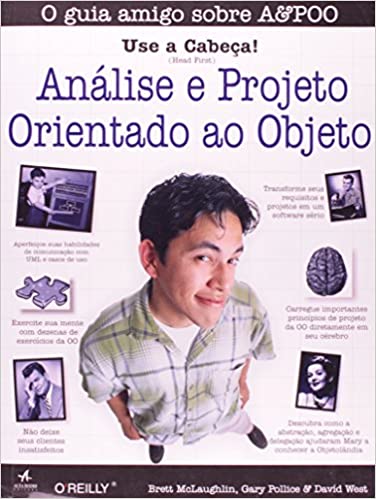 O guia amigo sobre A&POO
Use a Cabeça!
(Head First)
Análise e Projeto
Orientado ao Objeto
Aperfeiçoe suas habilidades
de comunicação com
UML e casos de uso
Exercite sua mente
com dezenas de
exercícios da OO
Não deixe
seus clientes
insatisfeitos
Transforme seus
requisitos e
projetos em um
software sério
Carregue importantes
princípios de projeto
da OO diretamente em
seu cérebro
Descubra como a
abstração, agregação e
delegação ajudaram Mary a
conhecer a Objetolândia
ALTA BOOKS
O'REILLY®
Brett McLaughlin, Gary Pollice & David West